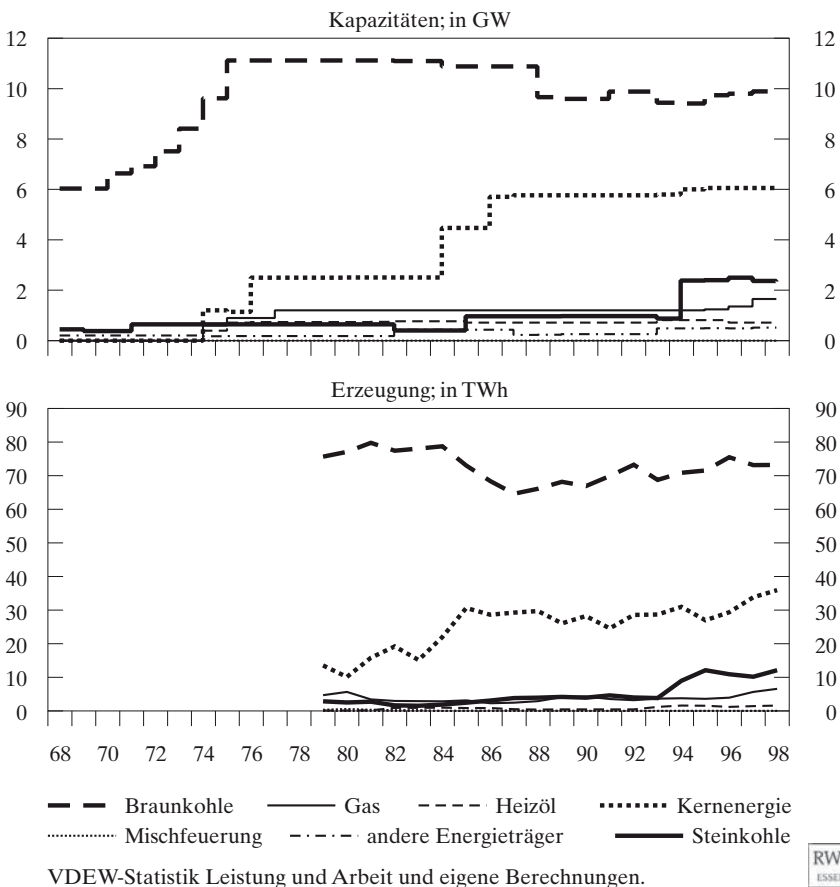 Kapazitäten; in GW
12 12
10 10
8 8
6 6
4 4
2 2
0 0
Erzeugung; in TWh
90 90
80 80
70 70
60 60
50 50
40 40
30 30
20 20
10 10
0 0
68 70 72 74 76 78 80 82 84 86 88 90 92 94 96 98
Braunkohle Gas Heizöl Kernenergie
Mischfeuerung andere Energieträger Steinkohle
VDEW-Statistik Leistung und Arbeit und eigene Berechnungen.